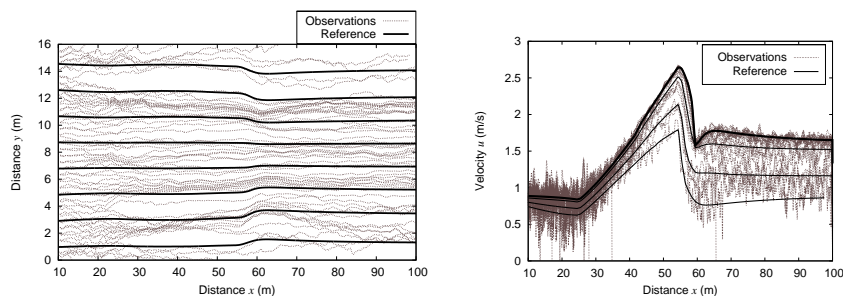 Observations
Reference
16
14
12
10
8
6
4
2
0
Distance y (m)
10 20 30 40 50 60 70 80 90 100
Distance x (m)
3
2.5
2
1.5
1
0.5
0
Velocity u (m/s)
Observations
Reference
10 20 30 40 50 60 70 80 90 100
Distance x (m)